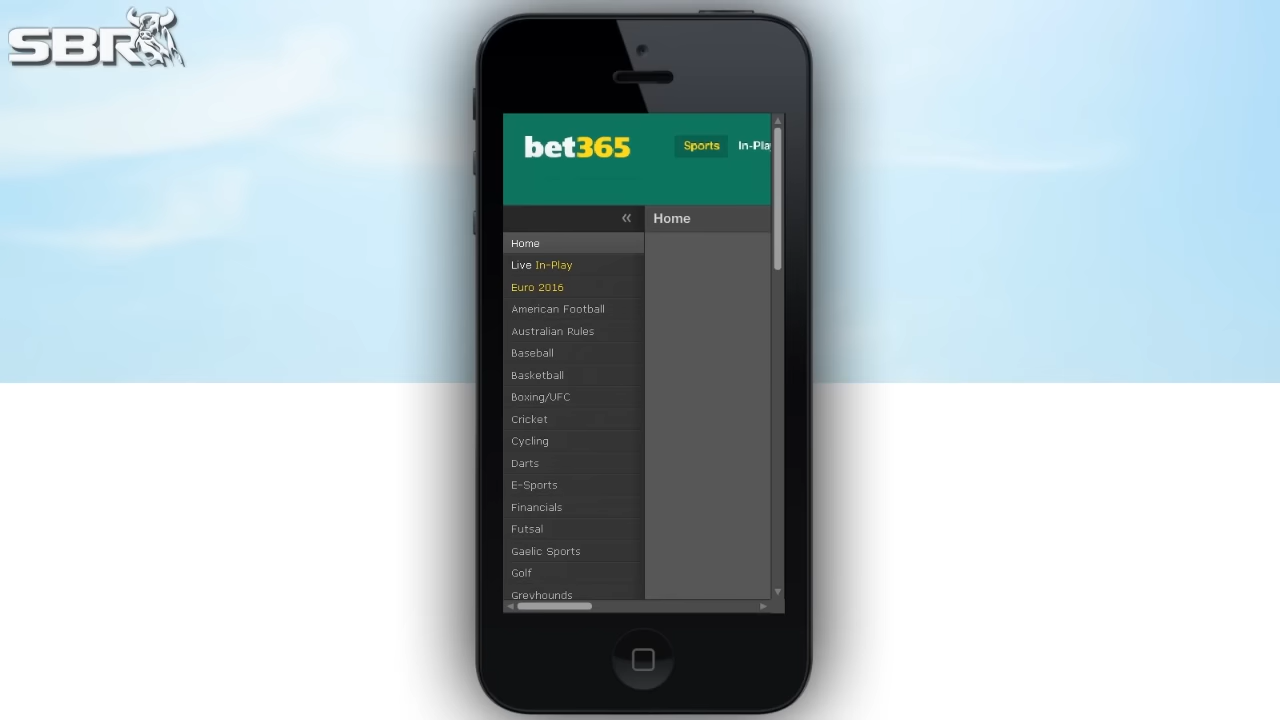 SBR
bet365 Sports In-Pla
Home
Home
Live In-Play
Euro 2016
American Football
Australian Rules
Baseball
Basketball
Boxing/UFC
Cricket
Cycling
Darts
E-Sports
Financials
Futsal
Gaelic Sports
Golf
Greyhounds